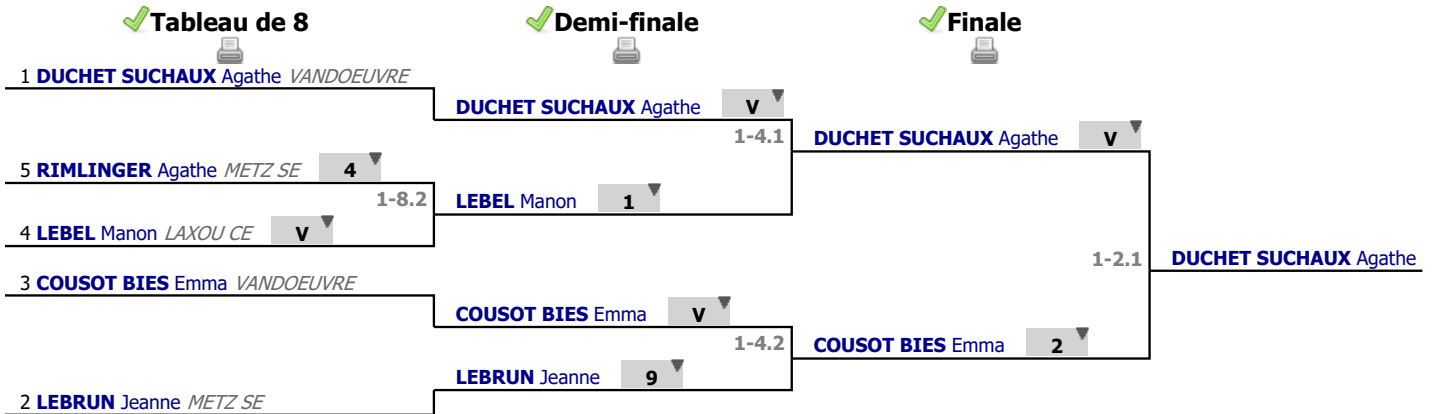 Tableau de 8
Demi-finale
Finale
1 DUCHET SUCHAUX Agathe VANDOEUVRE
DUCHET SUCHAUX Agathe V
1-4.1
DUCHET SUCHAUX Agathe V
5 RIMLINGER Agathe METZ SE 4
1-8.2
LEBEL Manon 1
4 LEBEL Manon LAXOU CE V
1-2.1
DUCHET SUCHAUX Agathe
3 COUSOT BIES Emma VANDOEUVRE
COUSOT BIES Emma V
1-4.2
COUSOT BIES Emma 2
LEBRUN Jeanne 9
2 LEBRUN Jeanne METZ SE